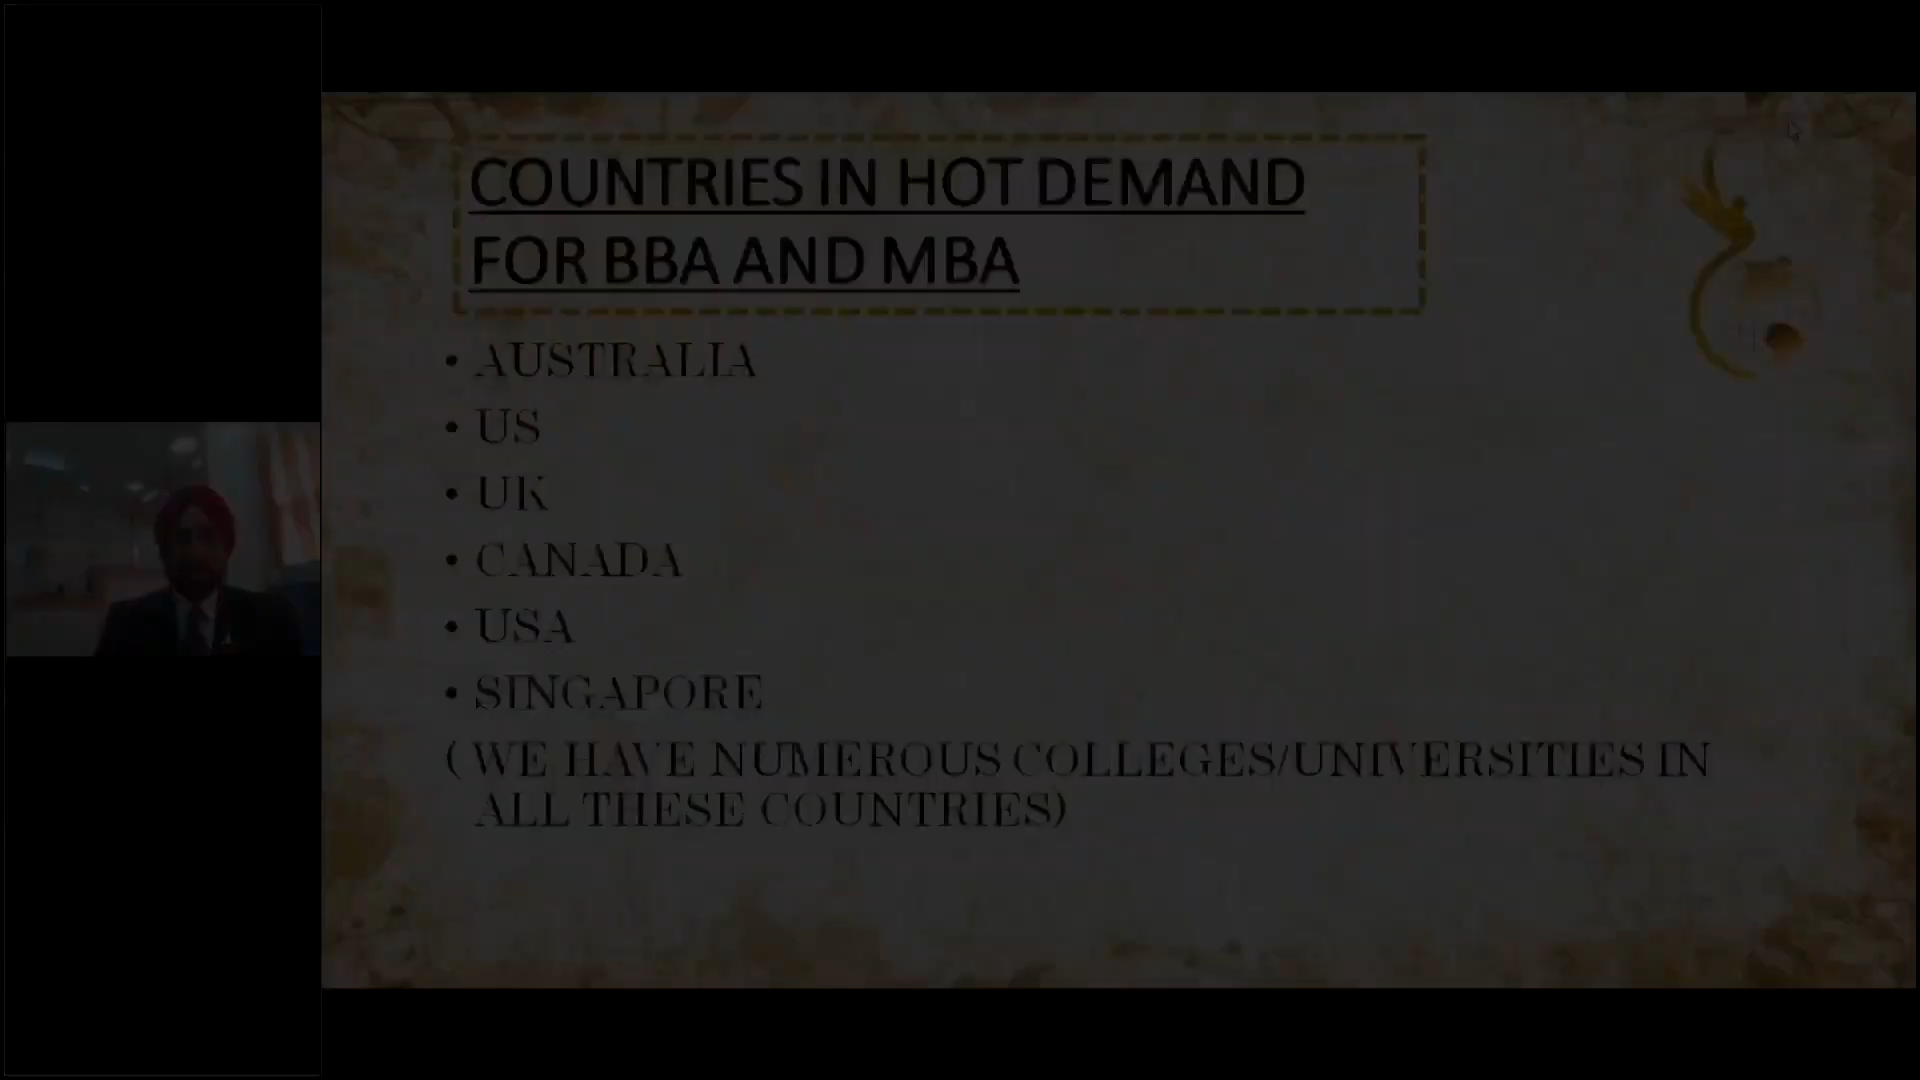 COUNTRIES IN HOT DEMAND
FOR BBA AND MBA
• AUSTRALIA
• US
• UK
• CANADA
• USA
• SINGAPORE
( WE HAVE NUMEROUS COLLEGES/UNIVERSITIES IN
ALL THESE COUNTRIES)